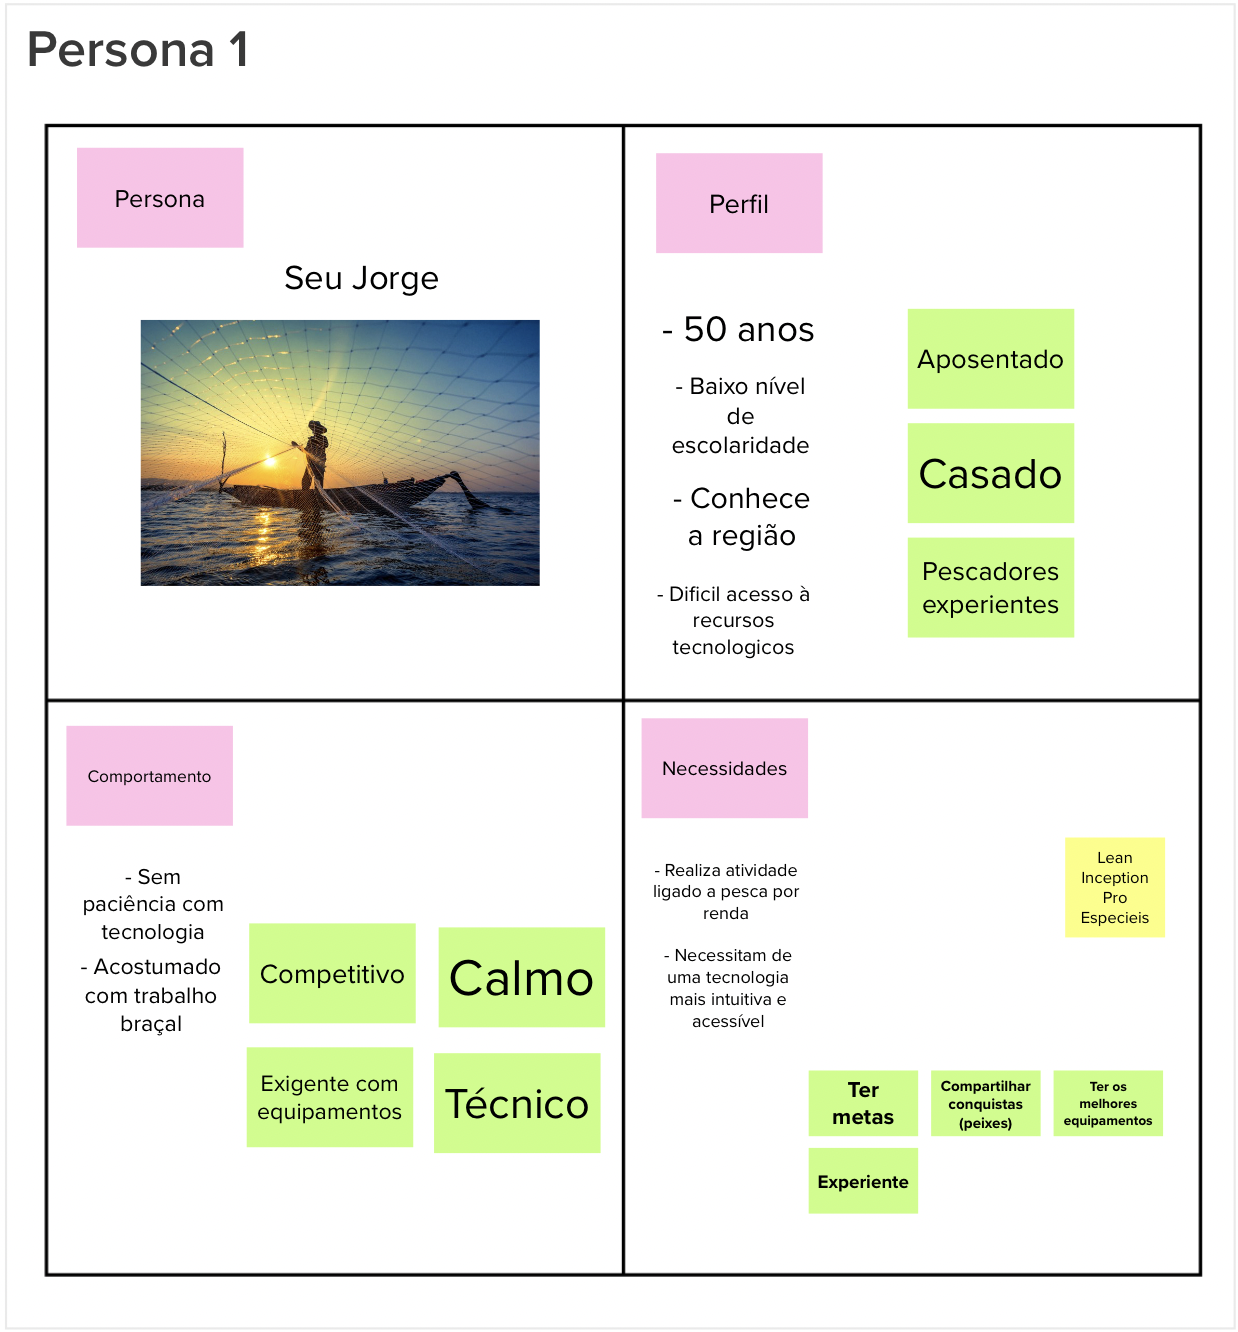 Persona 1
Persona
Seu Jorge
Perfil
- 50 anos
- Baixo nível
de
escolaridade
- Conhece
a região
- Dificil acesso à
recursos
tecnologicos
Aposentado
Casado
Pescadores
experientes
Comportamento
- Sem
paciência com
tecnologia
- Acostumado
com trabalho
braçal
Competitivo
Calmo
Exigente com
equipamentos
Técnico
Necessidades
- Realiza atividade
ligado a pesca por
renda
- Necessitam de
uma tecnologia
mais intuitiva e
acessível
Lean
Inception
Pro
Especieis
Ter
metas
Compartilhar
conquistas
(peixes)
Ter os
melhores
equipamentos
Experiente